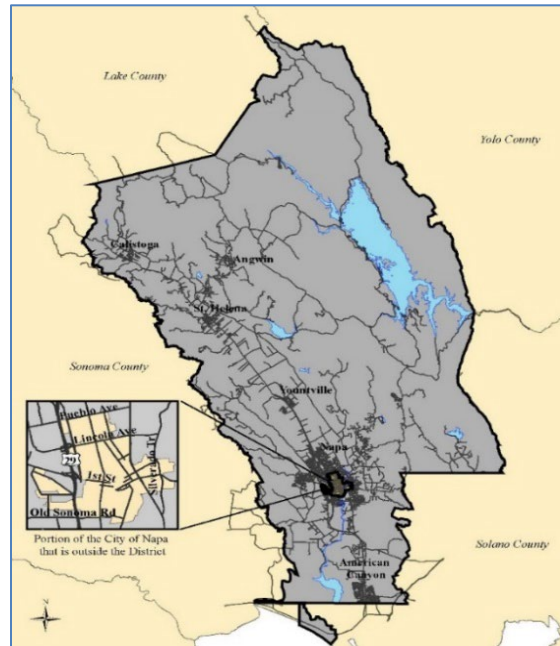 Lake County
Yolo County
Calistoga
Angwin
St. Helena
Sonoma County
Yountville
Napa
Pueblo Ave
Lincoln Ave
29
1st St
Silverado Tr
Old Sonoma Rd
Portion of the City of Napa
that is outside the District
Solano County
American
Canyon